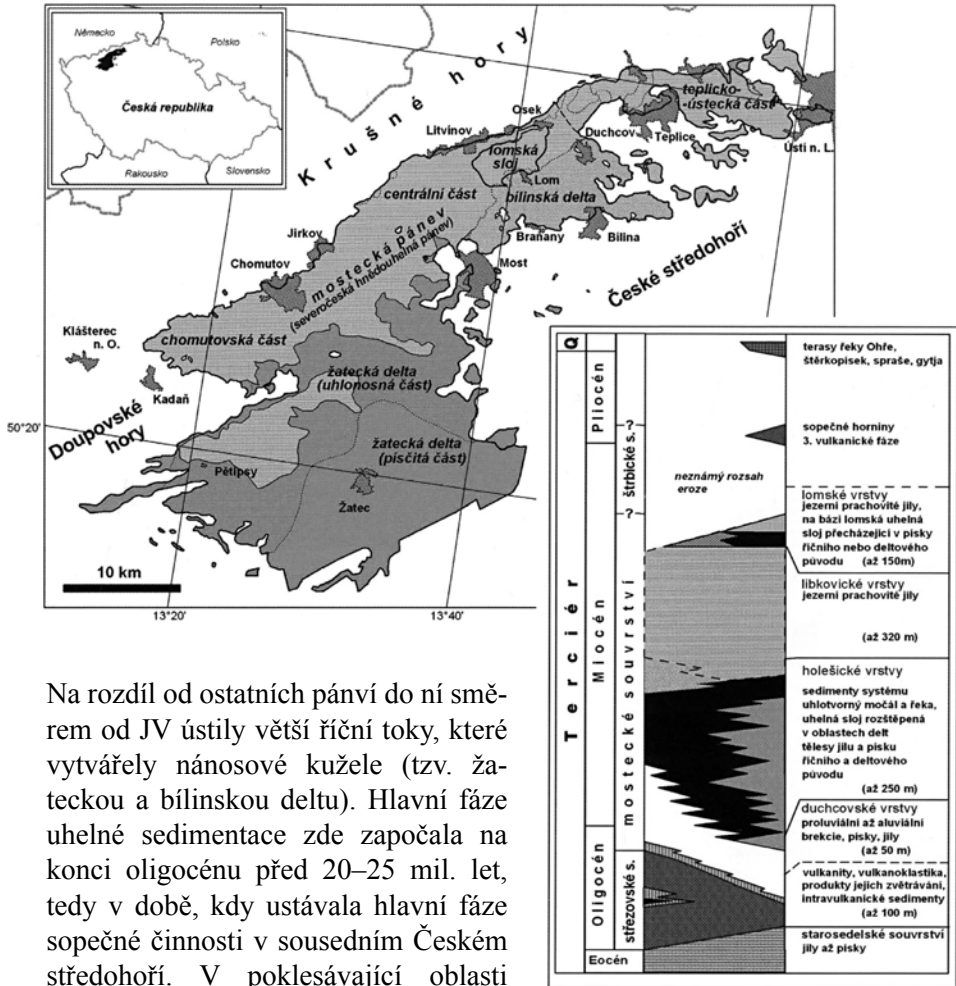 Německo
Polsko
Česká republika
Rakousko
Slovensko
Krušné hory
teplicko-
-ústecká část
Osek
Litvínov
Duchcov
Teplice
Ústí n. L.
lomská
sloj
Lom
centrální část
bílinská delta
Jirkov
Braňany
Bílina
Chomutov
mostecká pánev
(severočeská hnědouhelná pánev)
Most
České středohoří
Klášterec
n. O.
chomutovská část
Kadaň
žatecká delta
(uhlonosná část)
50°20'
Doupovské
hory
žatecká delta
(písčitá část)
Pětipsy
Žatec
10 km
13°20'
13°40'
Na rozdíl od ostatních pánví do ní smě-
rem od JV ústily větší říční toky, které
vytvářely nánosové kužele (tzv. ža-
teckou a bílinskou deltu). Hlavní fáze
uhelné sedimentace zde započala na
konci oligocénu před 20–25 mil. let,
tedy v době, kdy ustávala hlavní fáze
sopečné činnosti v sousedním Českém
středohoří. V poklesávající oblasti
Q
Terciér
Pliocén
Miocén
Oligocén
Eocén
štrbické s.
mostecké souvrství
střezovské s.
?
?
neznámý rozsah
eroze
terasy řeky Ohře,
štěrkopisek, spraše, gytja
sopečné horniny
3. vulkanické fáze
lomské vrstvy
jezerní prachovité jíly,
na bázi lomská uhelná
sloj přecházející v písky
říčního nebo deltového
původu (až 150m)
libkovické vrstvy
jezerní prachovité jíly
(až 320 m)
holešické vrstvy
sedimenty systému
uhlotvorný močál a řeka,
uhelná sloj rozštěpená
v oblastech delt
tělesy jílu a písku
říčního a deltového
původu
(až 250 m)
duchcovské vrstvy
proluviální až aluviální
brekcie, písky, jíly
(až 50 m)
vulkanity, vulkanoklastika,
produkty jejich zvětrávání,
intravulkanické sedimenty
(až 100 m)
starosedelské souvrství
jíly až písky